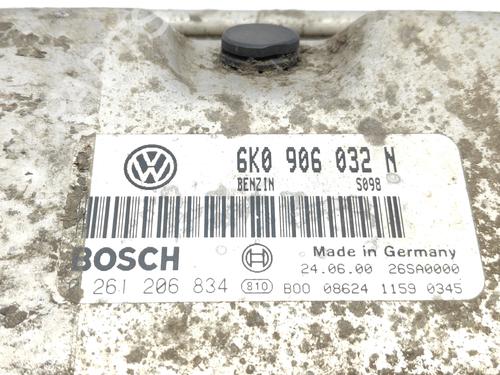 6K0 906 032 N
BENZIN S098
BOSCH Made in Germany
24.06.00 26SA0000
0 261 206 834 810 B00 08624 1159 0345